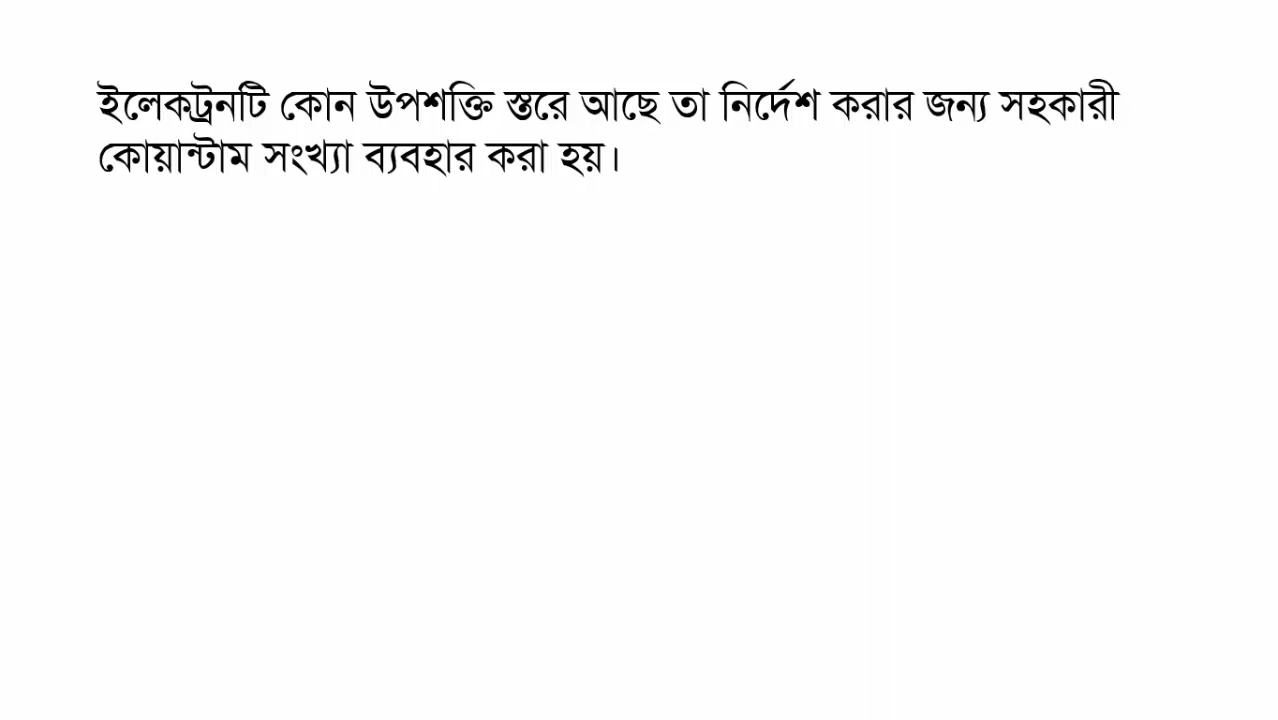 ইলেকট্রনটি কোন উপশক্তি স্তরে আছে তা নির্দেশ করার জন্য সহকারী
কোয়ান্টাম সংখ্যা ব্যবহার করা হয়।